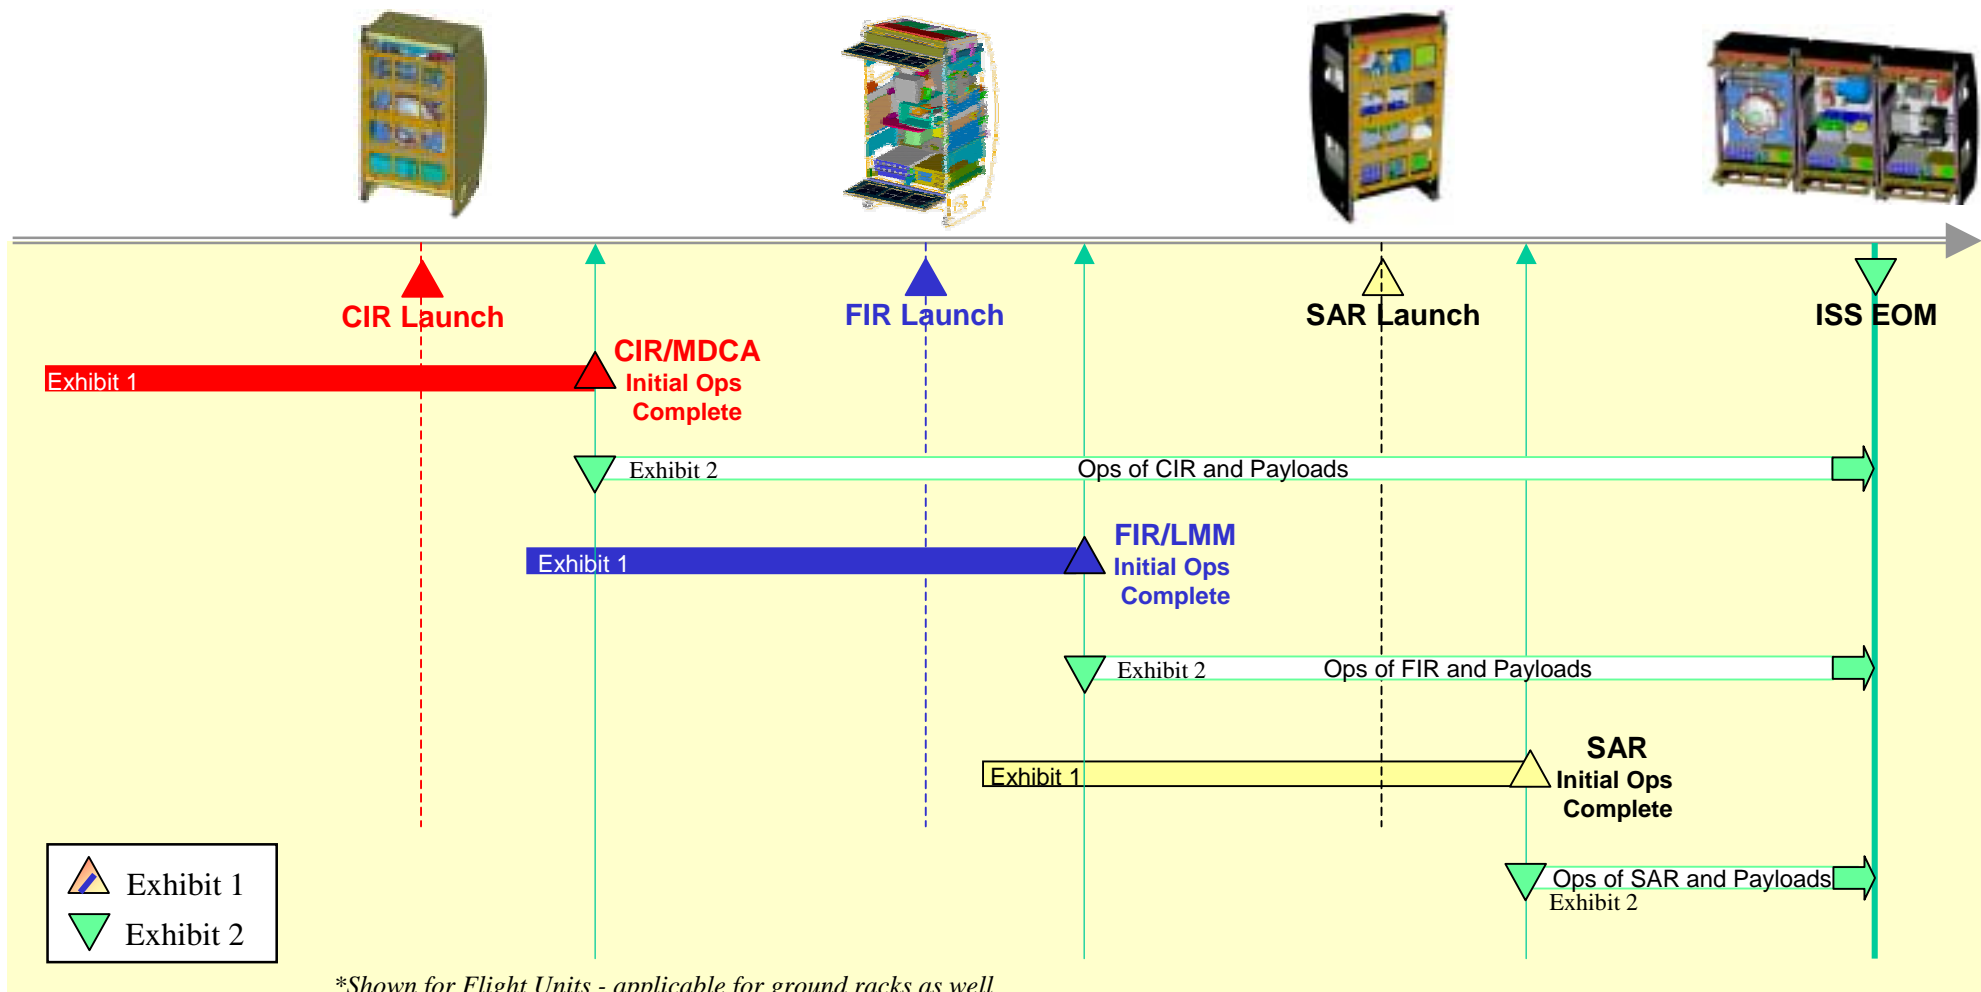 CIR Launch
FIR Launch
SAR Launch
ISS EOM
CIR/MDCA
Initial Ops
Complete
Exhibit 1
Exhibit 2
Ops of CIR and Payloads
FIR/LMM
Initial Ops
Complete
Exhibit 1
Exhibit 2
Ops of FIR and Payloads
SAR
Initial Ops
Complete
Exhibit 1
Ops of SAR and Payloads
Exhibit 2
Exhibit 1
Exhibit 2
*Shown for Flight Units - applicable for ground racks as well